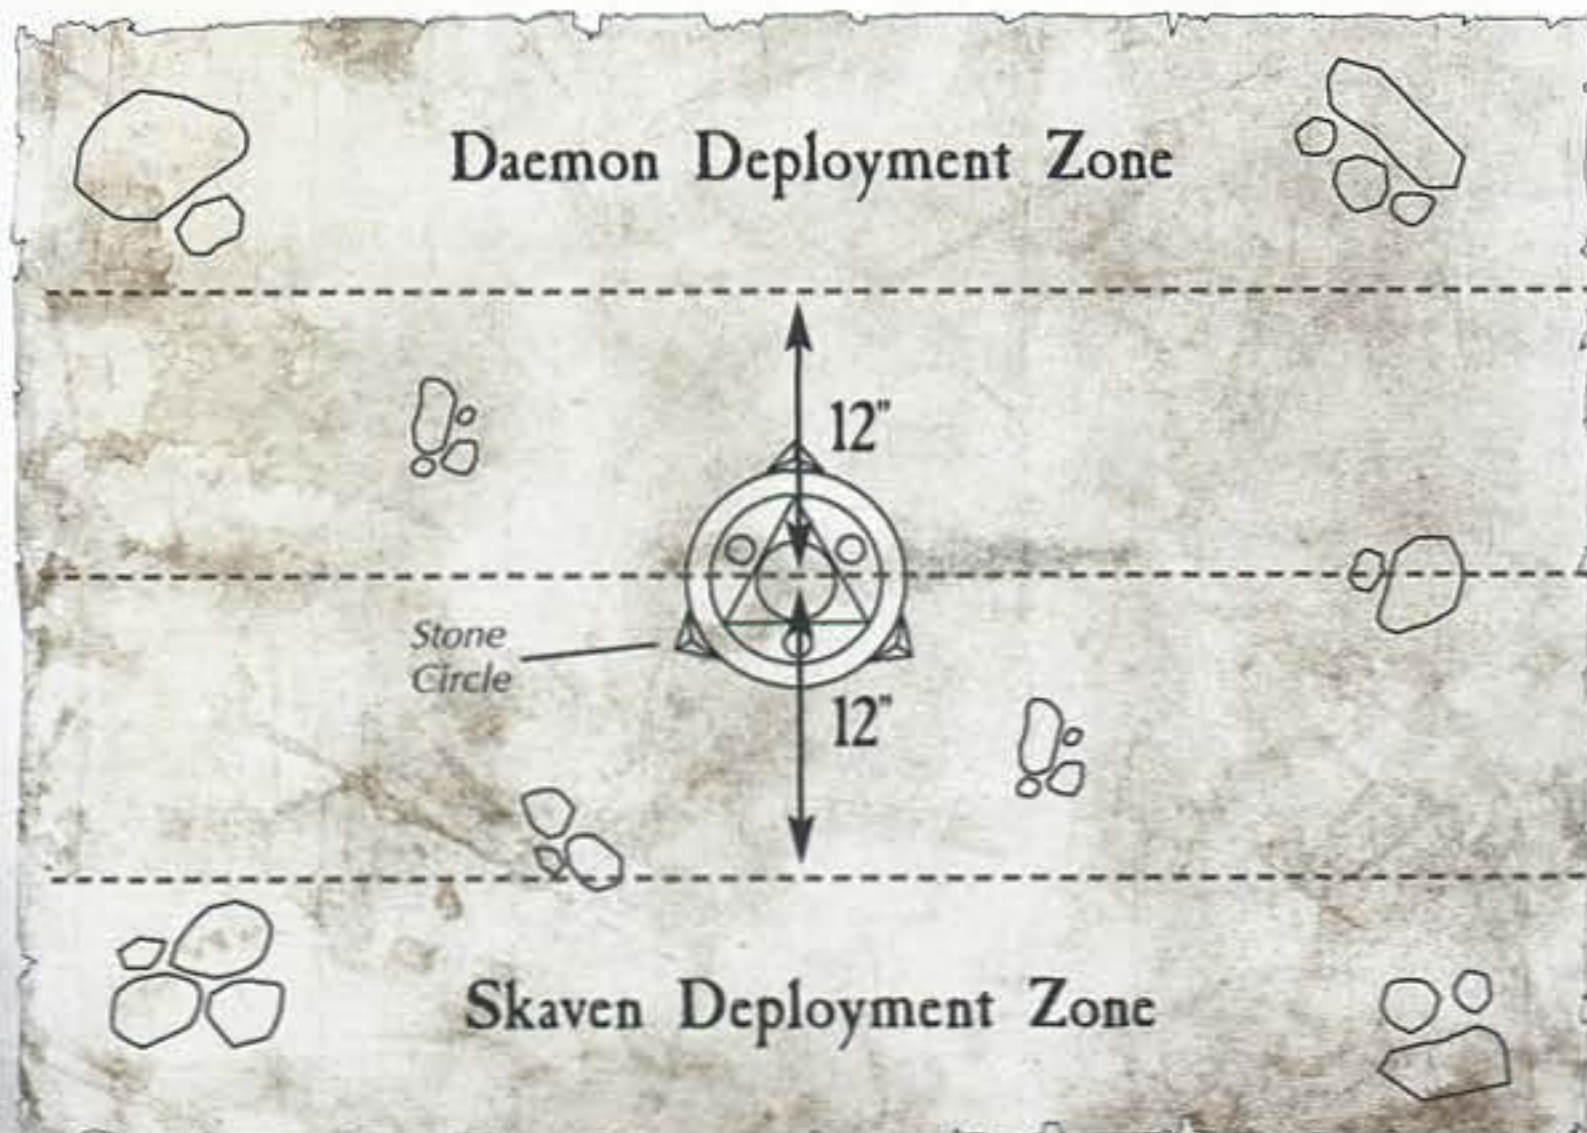 Daemon Deployment Zone
12"
Stone
Circle
12"
Skaven Deployment Zone